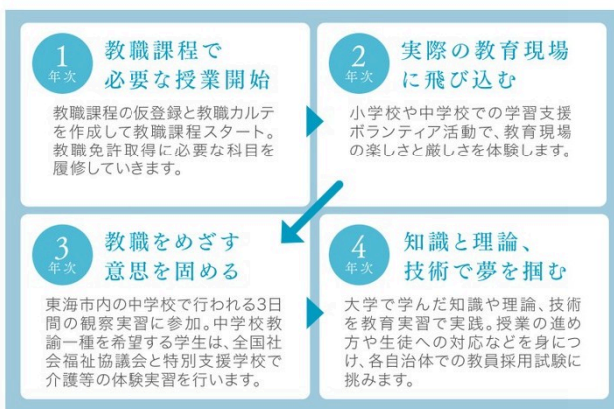 1
年次
教職課程で
必要な授業開始
教職課程の仮登録と教職カルテ
を作成して教職課程スタート。
教職免許取得に必要な科目を
履修していきます。
2
年次
実際の教育現場
に飛び込む
小学校や中学校での学習支援
ボランティア活動で、教育現場
の楽しさと厳しさを体験します。
3
年次
教職をめざす
意思を固める
東海市内の中学校で行われる3日
間の観察実習に参加。中学校教
諭一種を希望する学生は、全国社
会福祉協議会と特別支援学校で
介護等の体験実習を行います。
4
年次
知識と理論、
技術で夢を掴む
大学で学んだ知識や理論、技術
を教育実習で実践。授業の進め
方や生徒への対応などを身につ
け、各自治体での教員採用試験に
挑みます。